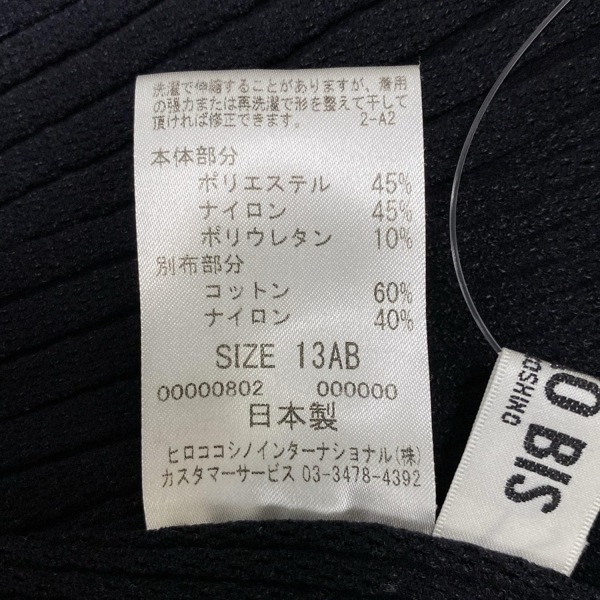 洗濯で伸縮することがありますが、着用
の張力または再洗濯で形を整えて干して
頂ければ修正できます。 2-A2
本体部分
ポリエステル 45%
ナイロン 45%
ポリウレタン 10%
別布部分
コットン 60%
ナイロン 40%
SIZE 13AB
00000802 000000
日本製
ヒロココシノインターナショナル(株)
カスタマーサービス 03-3478-4392
O BIS